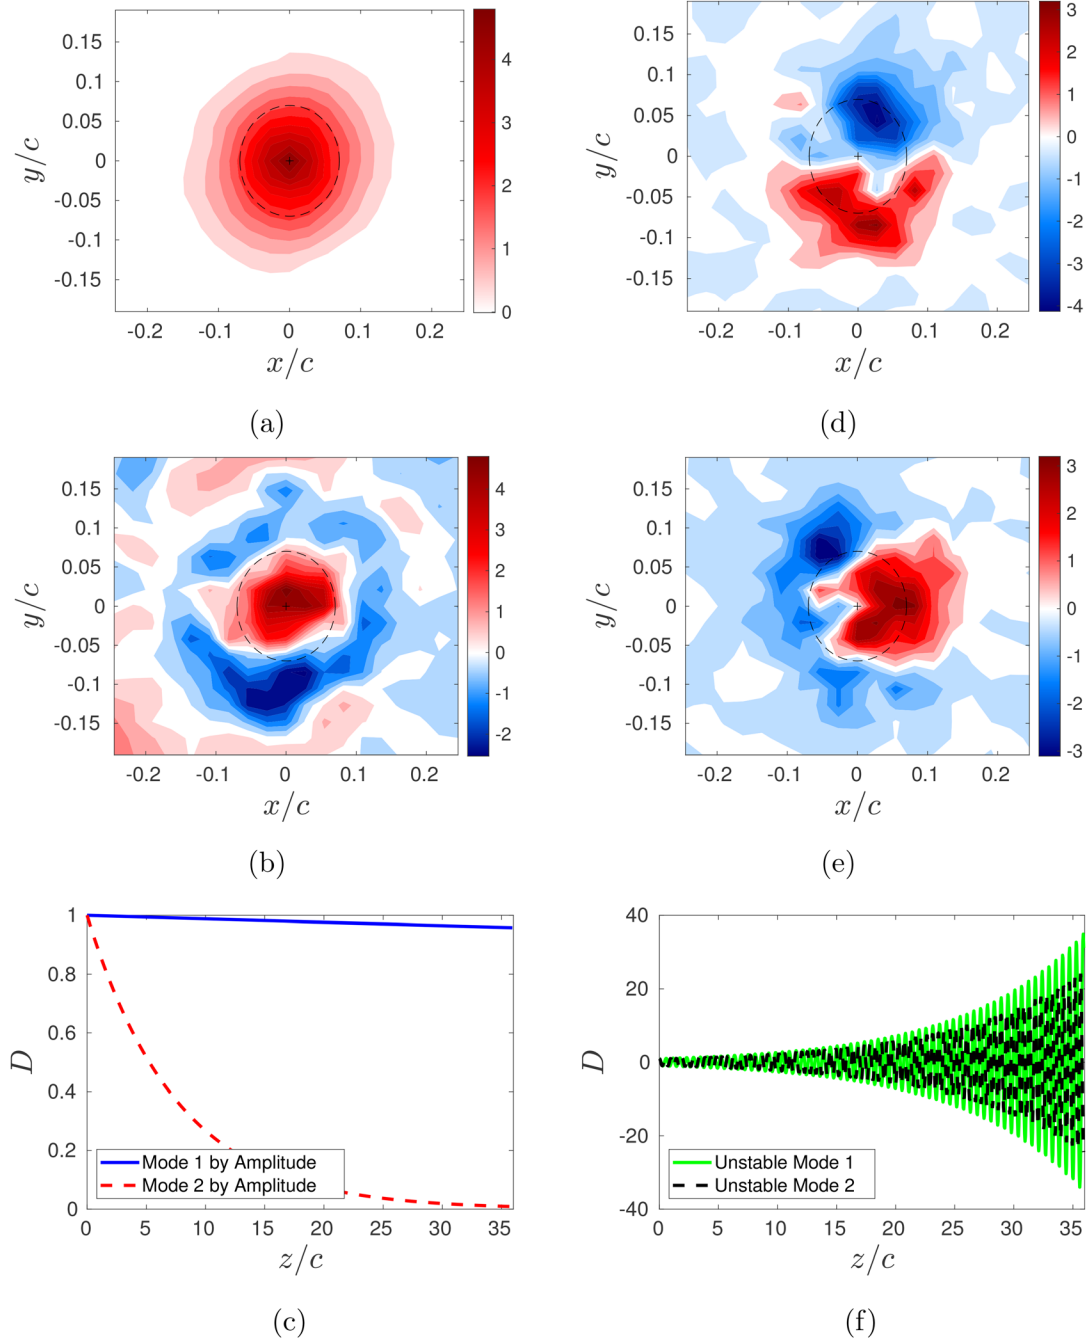 0.15
0.1
0.05
0
-0.05
-0.1
-0.15
y/c
-0.2 -0.1 0 0.1 0.2
x/c
4
3
2
1
0
(a)
0.15
0.1
0.05
0
-0.05
-0.1
-0.15
y/c
-0.2 -0.1 0 0.1 0.2
x/c
3
2
1
0
-1
-2
-3
-4
(d)
0.15
0.1
0.05
0
-0.05
-0.1
-0.15
y/c
-0.2 -0.1 0 0.1 0.2
x/c
4
3
2
1
0
-1
-2
(b)
0.15
0.1
0.05
0
-0.05
-0.1
-0.15
y/c
-0.2 -0.1 0 0.1 0.2
x/c
3
2
1
0
-1
-2
-3
(e)
1
0.8
0.6
0.4
0.2
0
D
Mode 1 by Amplitude
Mode 2 by Amplitude
0 5 10 15 20 25 30 35
z/c
(c)
40
20
0
-20
-40
D
Unstable Mode 1
Unstable Mode 2
0 5 10 15 20 25 30 35
z/c
(f)